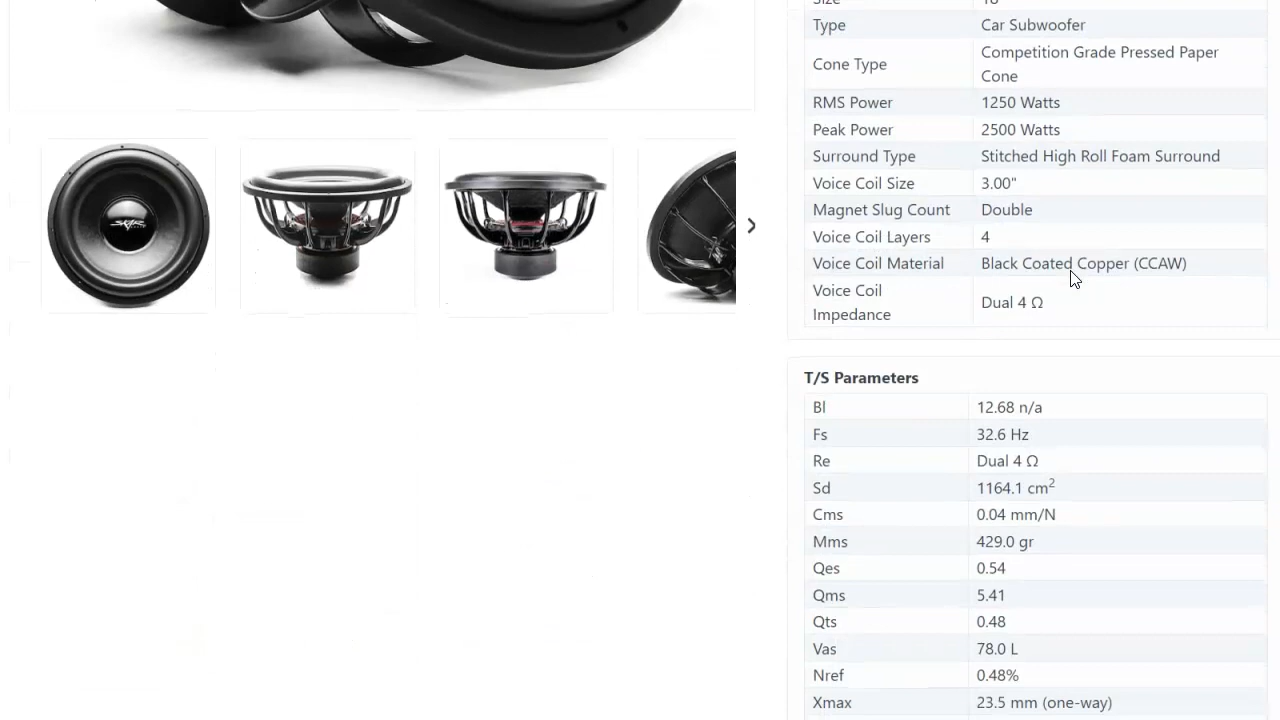 Type Car Subwoofer
Cone Type Competition Grade Pressed Paper
Cone
RMS Power 1250 Watts
Peak Power 2500 Watts
Surround Type Stitched High Roll Foam Surround
Voice Coil Size 3.00"
Magnet Slug Count Double
Voice Coil Layers 4
Voice Coil Material Black Coated Copper (CCAW)
Voice Coil
Impedance Dual 4 Ω
T/S Parameters
Bl 12.68 n/a
Fs 32.6 Hz
Re Dual 4 Ω
Sd 1164.1 cm²
Cms 0.04 mm/N
Mms 429.0 gr
Qes 0.54
Qms 5.41
Qts 0.48
Vas 78.0 L
Nref 0.48%
Xmax 23.5 mm (one-way)
SKAR